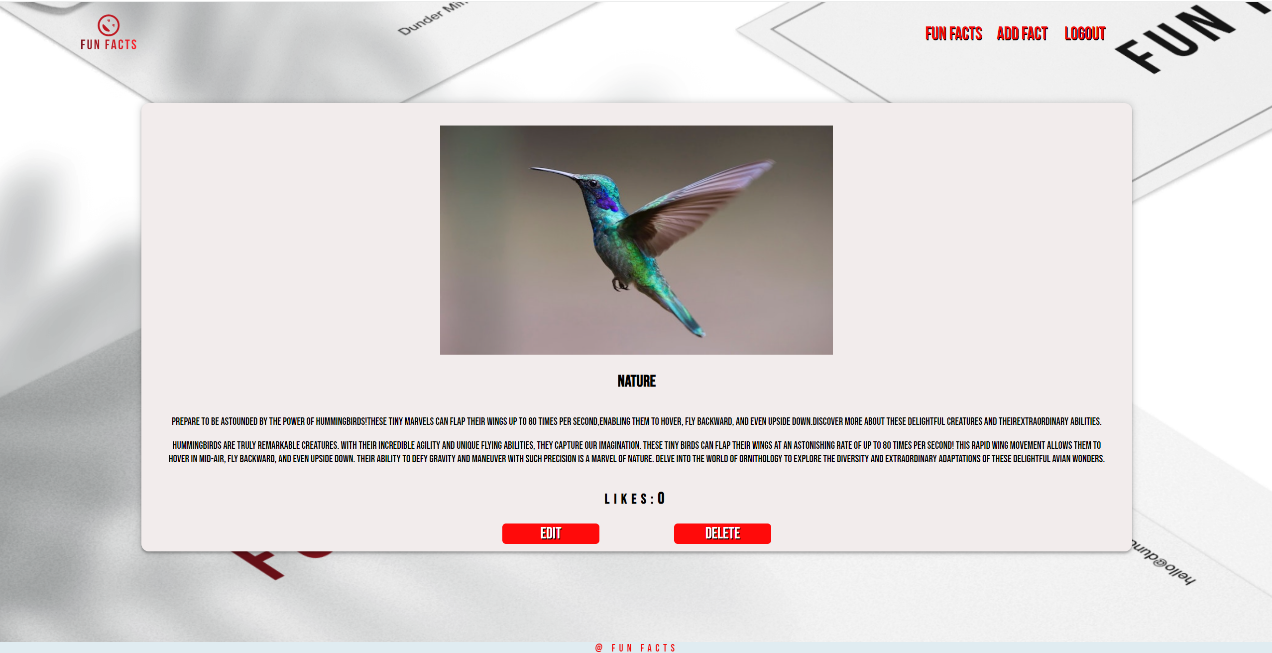 Dunder Mi
FUN FACTS
FUN FACTS ADD FACT LOGOUT
FUN
NATURE
PREPARE TO BE ASTOUNDED BY THE POWER OF HUMMINGBIRDS!THESE TINY MARVELS CAN FLAP THEIR WINGS UP TO 80 TIMES PER SECOND,ENABLING THEM TO HOVER, FLY BACKWARD, AND EVEN UPSIDE DOWN.DISCOVER MORE ABOUT THESE DELIGHTFUL CREATURES AND THEIREXTRAORDINARY ABILITIES.
HUMMINGBIRDS ARE TRULY REMARKABLE CREATURES. WITH THEIR INCREDIBLE AGILITY AND UNIQUE FLYING ABILITIES, THEY CAPTURE OUR IMAGINATION. THESE TINY BIRDS CAN FLAP THEIR WINGS AT AN ASTONISHING RATE OF UP TO 80 TIMES PER SECOND! THIS RAPID WING MOVEMENT ALLOWS THEM TO
HOVER IN MID-AIR, FLY BACKWARD, AND EVEN UPSIDE DOWN. THEIR ABILITY TO DEFY GRAVITY AND MANEUVER WITH SUCH PRECISION IS A MARVEL OF NATURE. DELVE INTO THE WORLD OF ORNITHOLOGY TO EXPLORE THE DIVERSITY AND EXTRAORDINARY ADAPTATIONS OF THESE DELIGHTFUL AVIAN WONDERS.
LIKES:0
EDIT DELETE
hello@dund
@ FUN FACTS